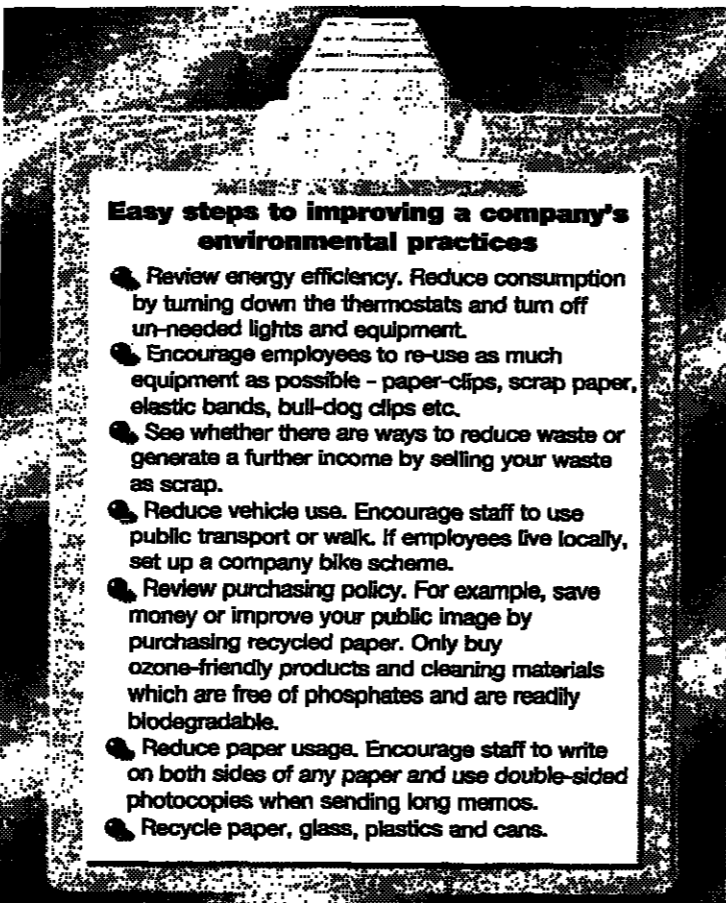 Easy steps to improving a company's
environmental practices
Review energy efficiency. Reduce consumption
by turning down the thermostats and turn off
un-needed lights and equipment.
Encourage employees to re-use as much
equipment as possible – paper-clips, scrap paper,
elastic bands, bull-dog clips etc.
See whether there are ways to reduce waste or
generate a further income by selling your waste
as scrap.
Reduce vehicle use. Encourage staff to use
public transport or walk. If employees live locally,
set up a company bike scheme.
Review purchasing policy. For example, save
money or improve your public image by
purchasing recycled paper. Only buy
ozone-friendly products and cleaning materials
which are free of phosphates and are readily
biodegradable.
Reduce paper usage. Encourage staff to write
on both sides of any paper and use double-sided
photocopies when sending long memos.
Recycle paper, glass, plastics and cans.